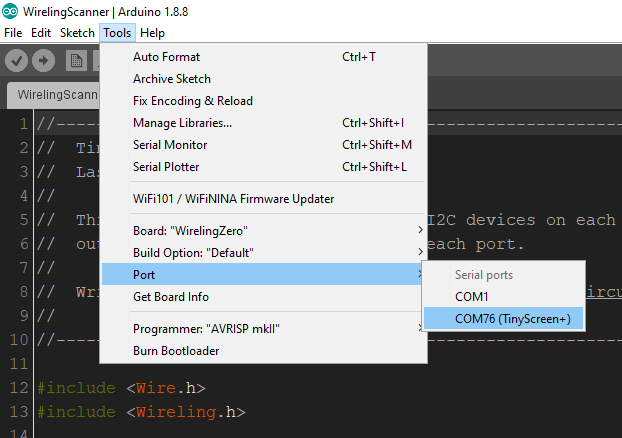 WirelingScanner | Arduino 1.8.8
File Edit Sketch Tools Help
WirelingScann
Auto Format Ctrl+T
Archive Sketch
Fix Encoding & Reload
Manage Libraries... Ctrl+Shift+I
Serial Monitor Ctrl+Shift+M
Serial Plotter Ctrl+Shift+L
WiFi101 / WiFiNINA Firmware Updater
Board: "WirelingZero"
Build Option: "Default"
Port
Get Board Info
Programmer: "AVRISP mkII"
Burn Bootloader
Serial ports
COM1
COM76 (TinyScreen+)
1 //-----
2 // Ti
3 // Las
4 //
5 // Thi I2C devices on each
6 // ou each port.
7 //
8 // Wri ircu
9 //
10 //-----
11
12 #include <Wire.h>
13 #include <Wireling.h>
14